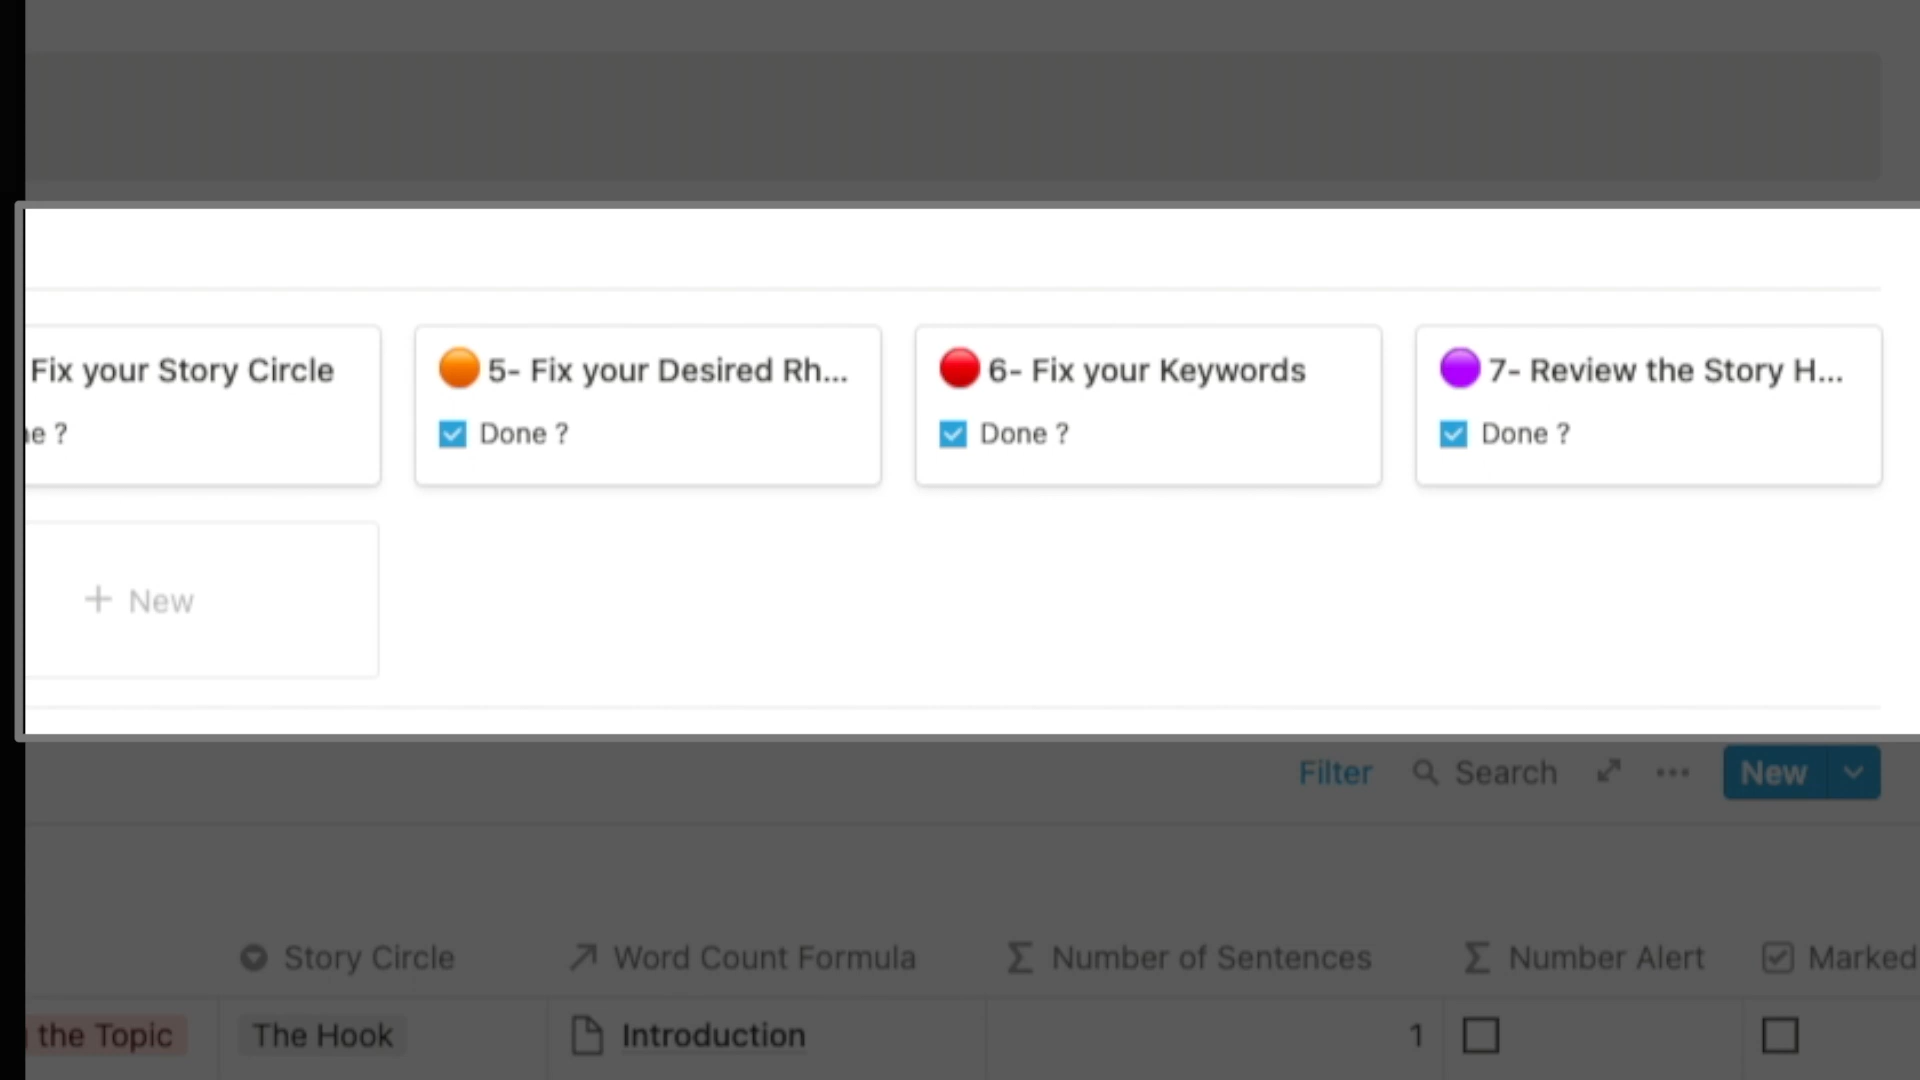 Fix your Story Circle
5- Fix your Desired Rh...
6- Fix your Keywords
7- Review the Story H...
e ?
Done ?
Done ?
Done ?
+ New
Filter
Search
New
Story Circle
Word Count Formula
Number of Sentences
Number Alert
Marked
the Topic
The Hook
Introduction
1